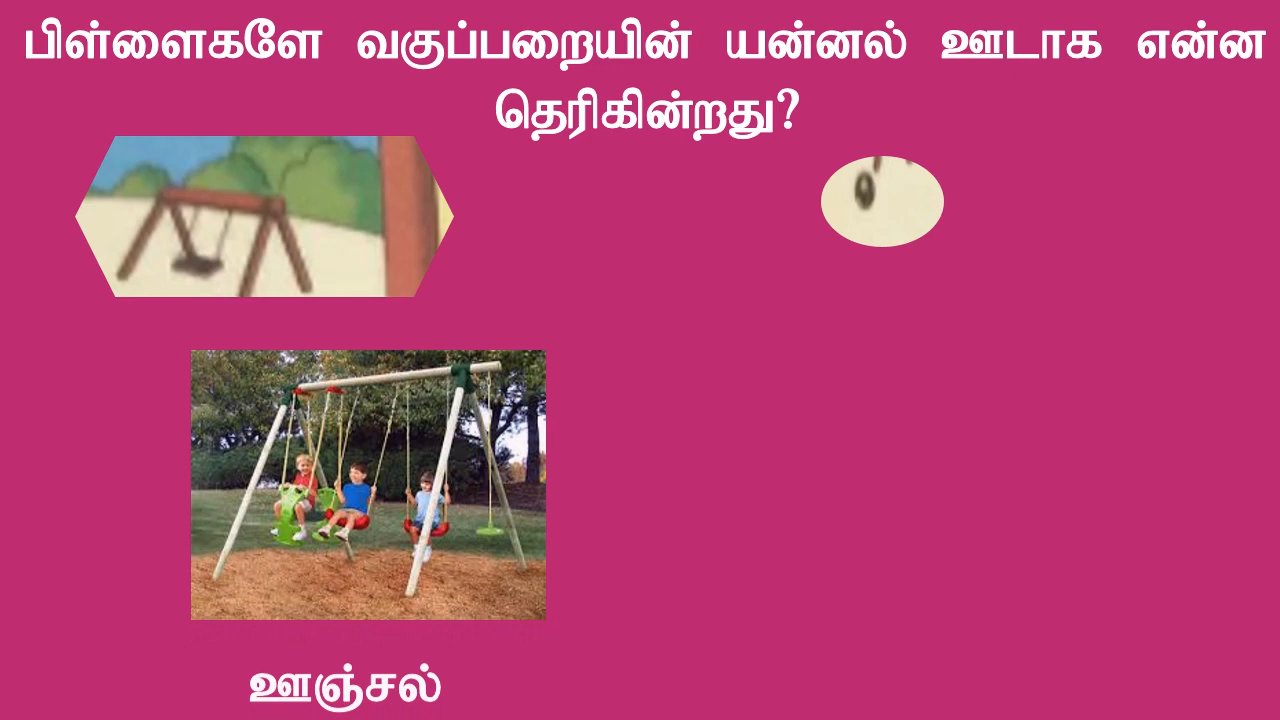 பிள்ளைகளே வகுப்பறையின் யன்னல் ஊடாக என்ன
தெரிகின்றது?
ஊஞ்சல்